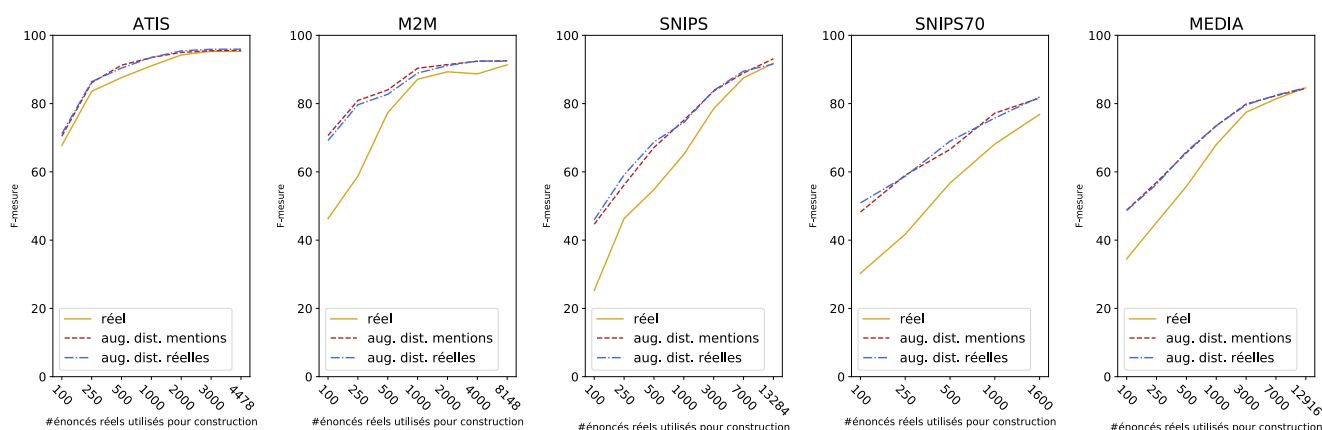 ATIS
F-mesure
100
80
60
40
20
0
réel
aug. dist. mentions
aug. dist. réelles
100
250
500
1000
2000
3000
4478
#énoncés réels utilisés pour construction
M2M
F-mesure
100
80
60
40
20
0
réel
aug. dist. mentions
aug. dist. réelles
100
250
500
1000
2000
4000
8148
#énoncés réels utilisés pour construction
SNIPS
F-mesure
100
80
60
40
20
0
réel
aug. dist. mentions
aug. dist. réelles
100
250
500
1000
3000
7000
13284
#énoncés réels utilisés pour construction
SNIPS70
F-mesure
100
80
60
40
20
0
réel
aug. dist. mentions
aug. dist. réelles
100
250
500
1000
1600
#énoncés réels utilisés pour construction
MEDIA
F-mesure
100
80
60
40
20
0
réel
aug. dist. mentions
aug. dist. réelles
100
250
500
1000
3000
7000
12916
#énoncés réels utilisés pour construction